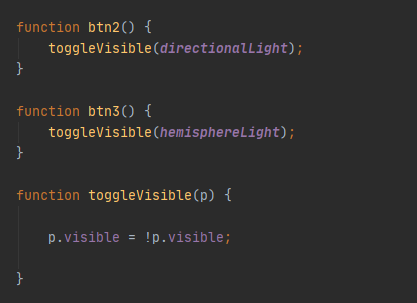 function btn2() {
    toggleVisible(directionalLight);
}
function btn3() {
    toggleVisible(hemisphereLight);
}
function toggleVisible(p) {
    p.visible = !p.visible;
}